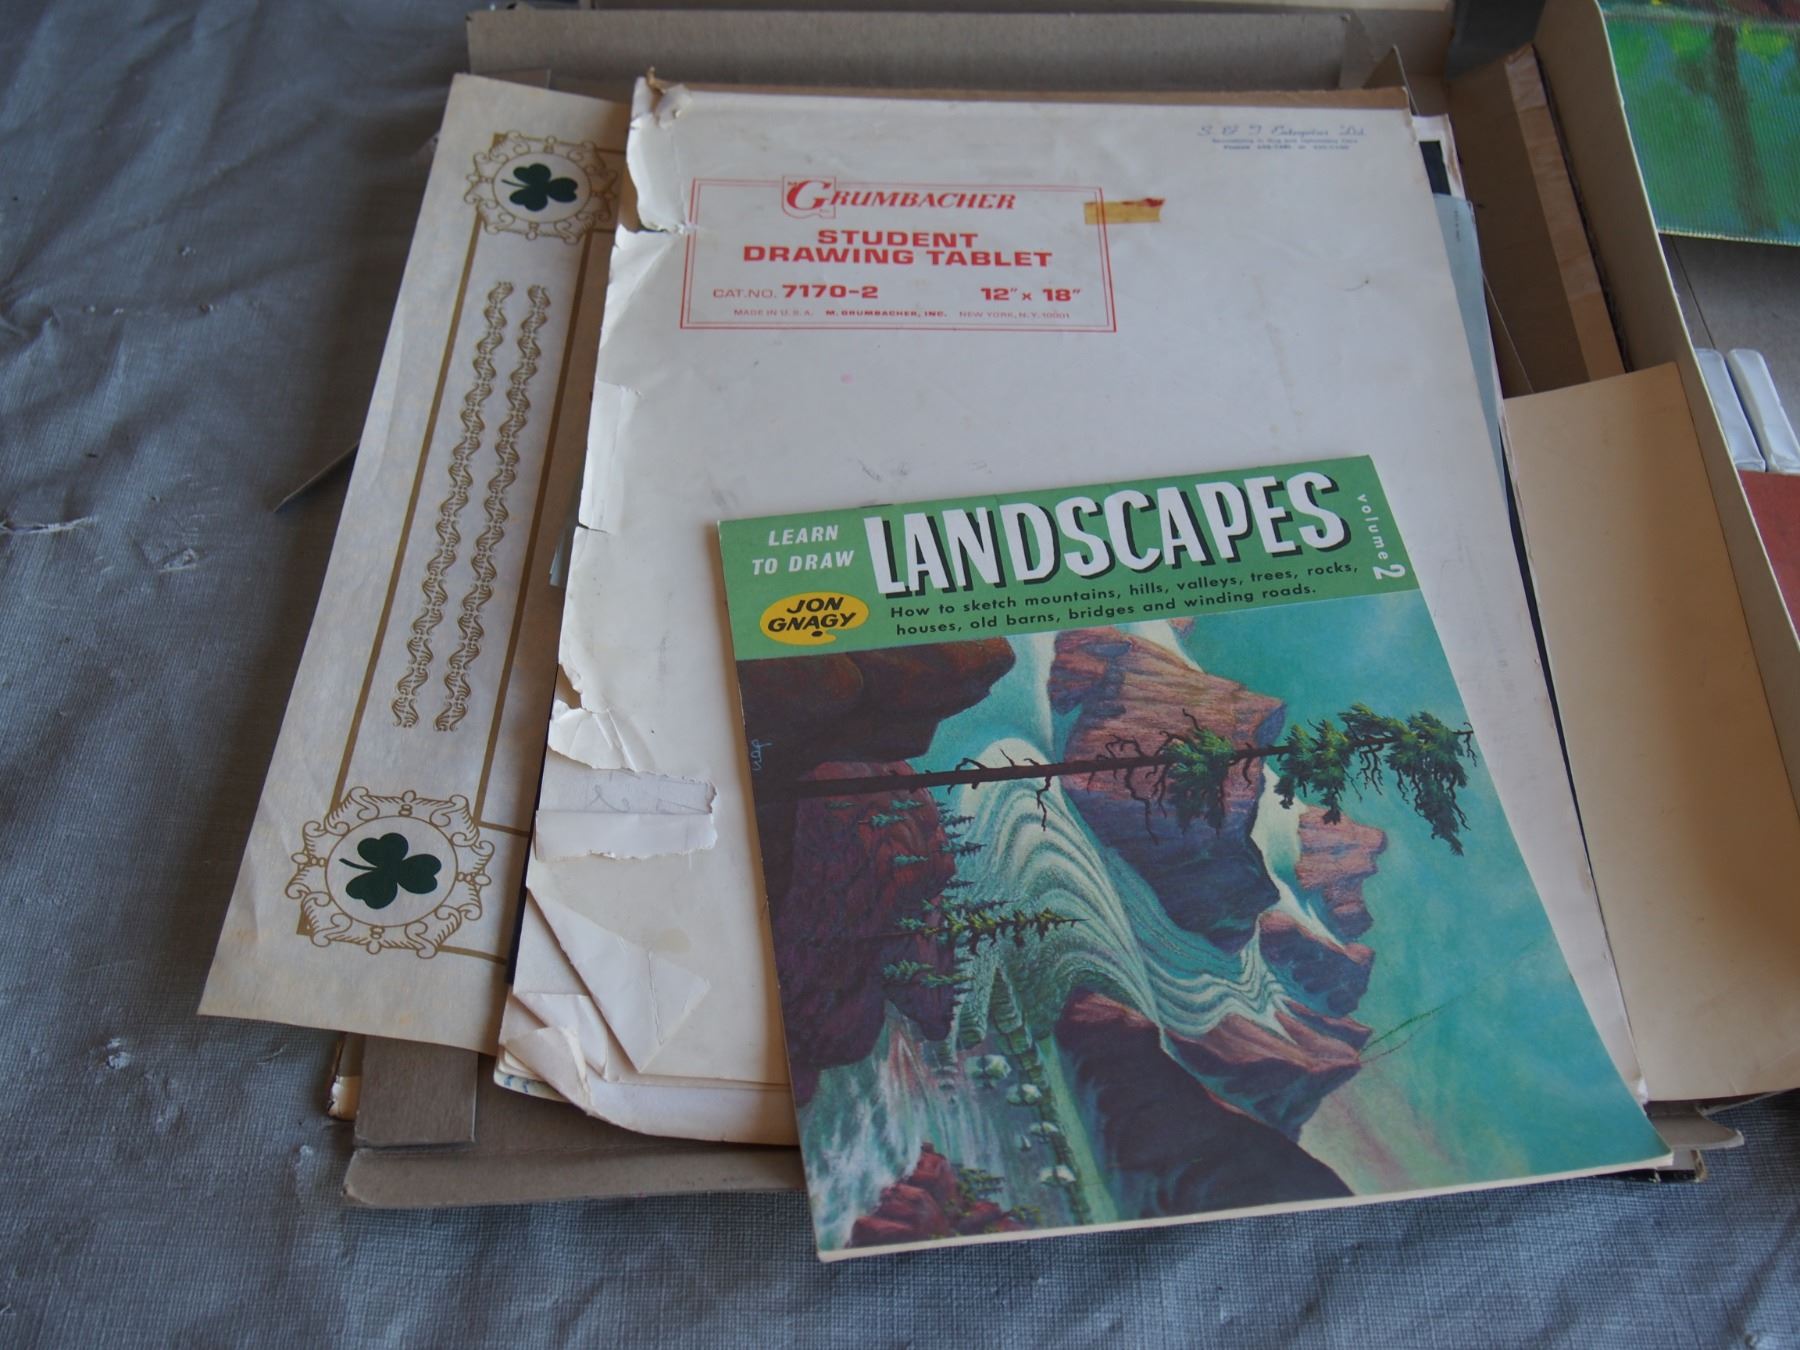 GRUMBACHER
STUDENT
DRAWING TABLET
CAT. NO. 7170-2 12" x 18"
MADE IN U.S.A. M. GRUMBACHER, INC. NEW YORK, N.Y. 10001
LEARN
TO DRAW
LANDSCAPES
volume 2
JON
GNAGY
How to sketch mountains, hills, valleys, trees, rocks,
houses, old barns, bridges and winding roads.